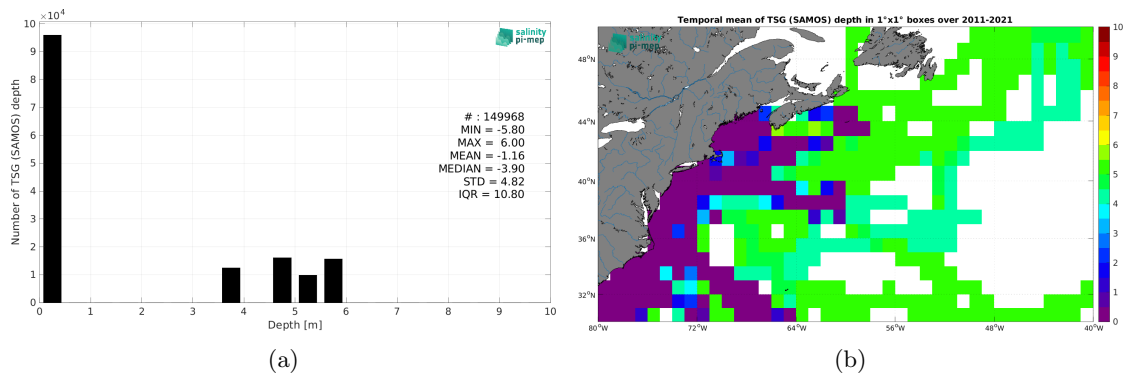 ×10⁴
10
9
8
7
6
5
4
3
2
1
0
Number of TSG (SAMOS) depth
salinity
pi-mep
# : 149968
MIN = -5.80
MAX = 6.00
MEAN = -1.16
MEDIAN = -3.90
STD = 4.82
IQR = 10.80
0 1 2 3 4 5 6 7 8 9 10
Depth [m]
(a)
Temporal mean of TSG (SAMOS) depth in 1°x1° boxes over 2011-2021
salinity
pi-mep
48°N
44°N
40°N
36°N
32°N
80°W 72°W 64°W 56°W 48°W 40°W
10
9
8
7
6
5
4
3
2
1
0
(b)